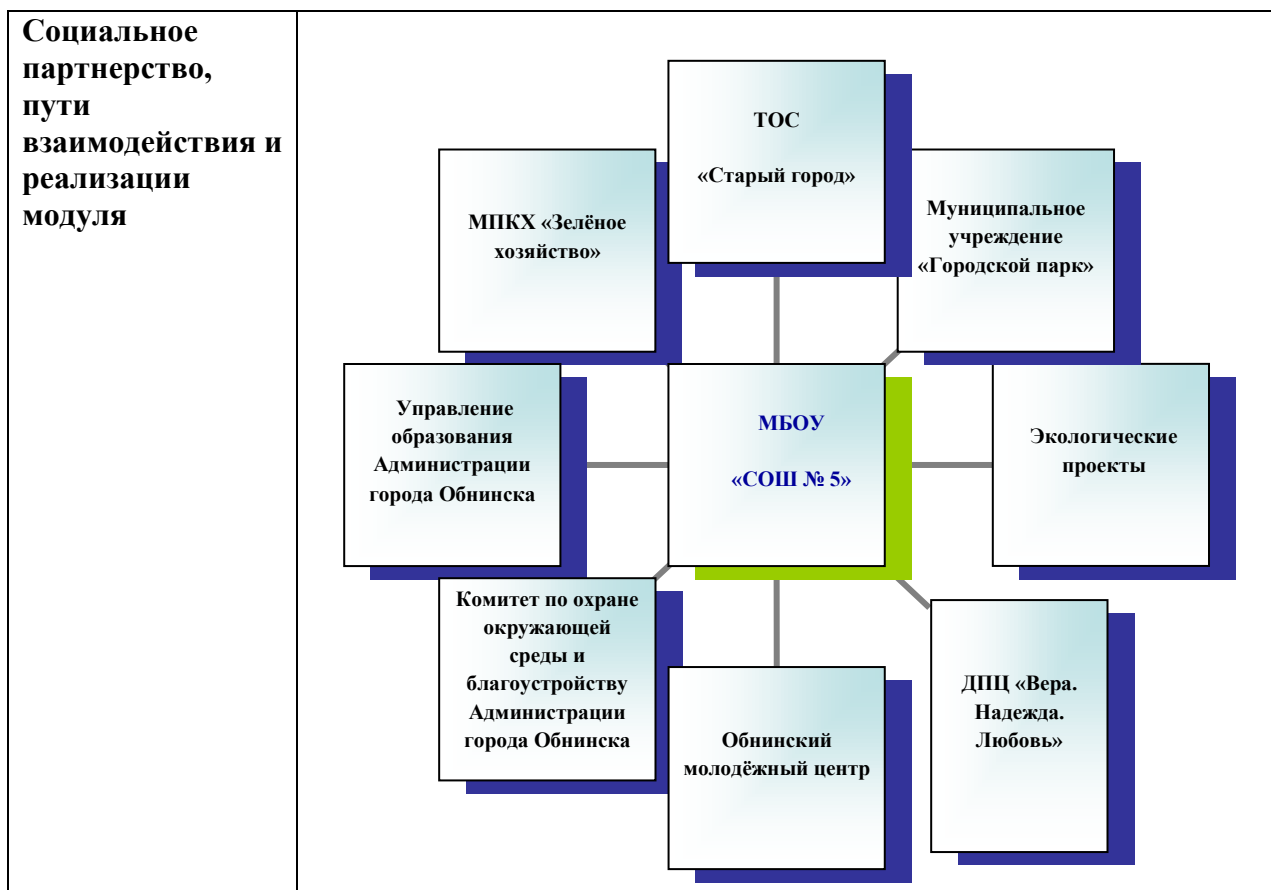 Социальное
партнерство,
пути
взаимодействия и
реализации
модуля
ТОС
«Старый город»
МПКХ «Зелёное
хозяйство»
Муниципальное
учреждение
«Городской парк»
Управление
образования
Администрации
города Обнинска
МБОУ
«СОШ № 5»
Экологические
проекты
Комитет по охране
окружающей
среды и
благоустройству
Администрации
города Обнинска
Обнинский
молодёжный центр
ДПЦ «Вера.
Надежда.
Любовь»